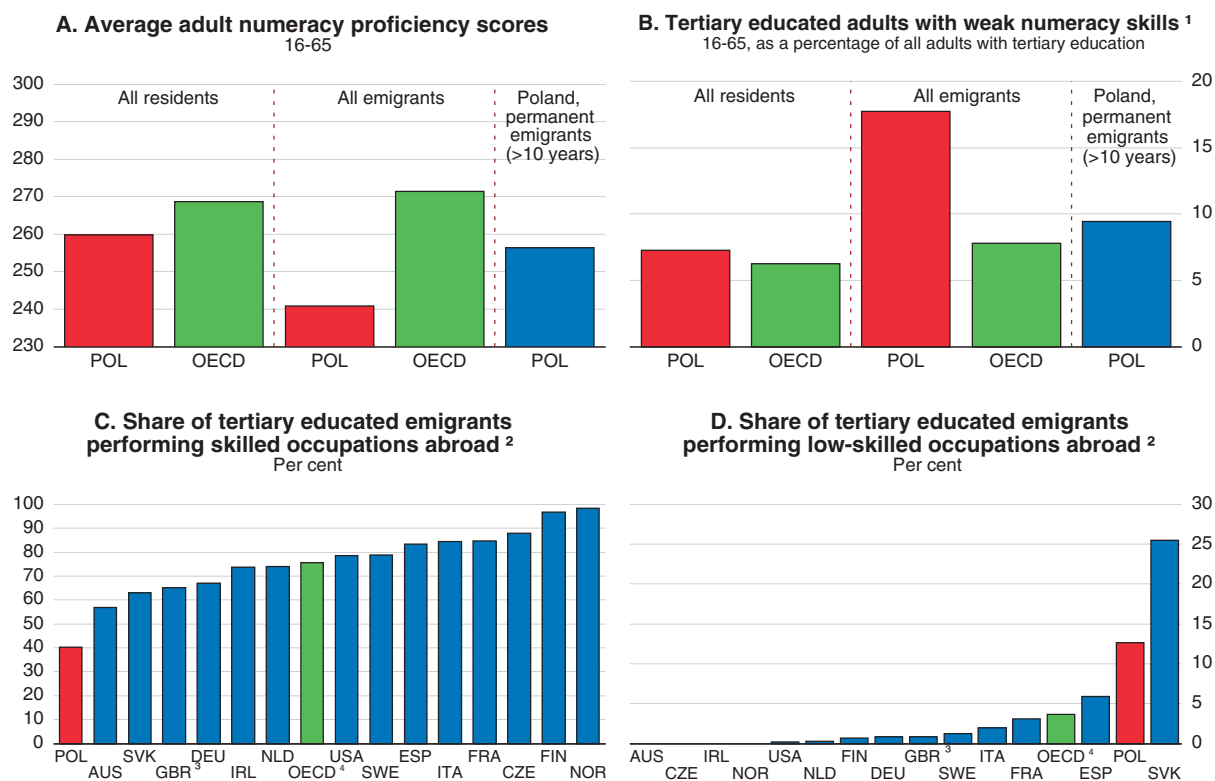 A. Average adult numeracy proficiency scores
16-65
300
290
280
270
260
250
240
230
All residents
All emigrants
Poland,
permanent
emigrants
(>10 years)
POL
OECD
POL
OECD
POL
B. Tertiary educated adults with weak numeracy skills ¹
16-65, as a percentage of all adults with tertiary education
20
15
10
5
0
All residents
All emigrants
Poland,
permanent
emigrants
(>10 years)
POL
OECD
POL
OECD
POL
C. Share of tertiary educated emigrants
performing skilled occupations abroad ²
Per cent
100
90
80
70
60
50
40
30
20
10
0
POL
AUS
SVK
GBR ³
DEU
IRL
NLD
OECD ⁴
USA
SWE
ESP
ITA
FRA
CZE
FIN
NOR
D. Share of tertiary educated emigrants
performing low-skilled occupations abroad ²
Per cent
30
25
20
15
10
5
0
AUS
CZE
IRL
NOR
USA
NLD
FIN
DEU
GBR ³
SWE
ITA
FRA
OECD ⁴
ESP
POL
SVK